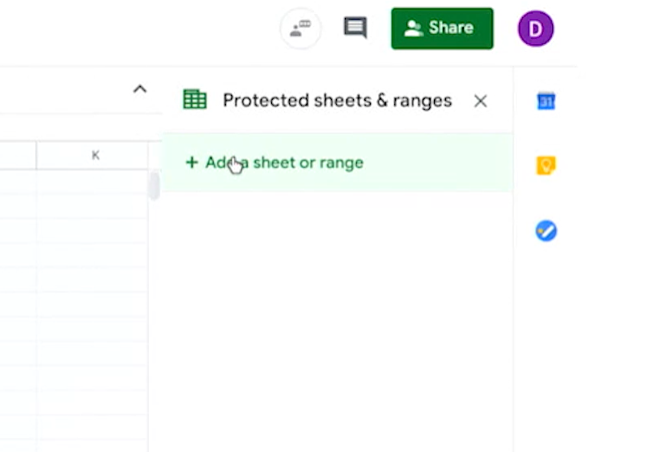 Share
D
Protected sheets & ranges
31
+ Add a sheet or range
K